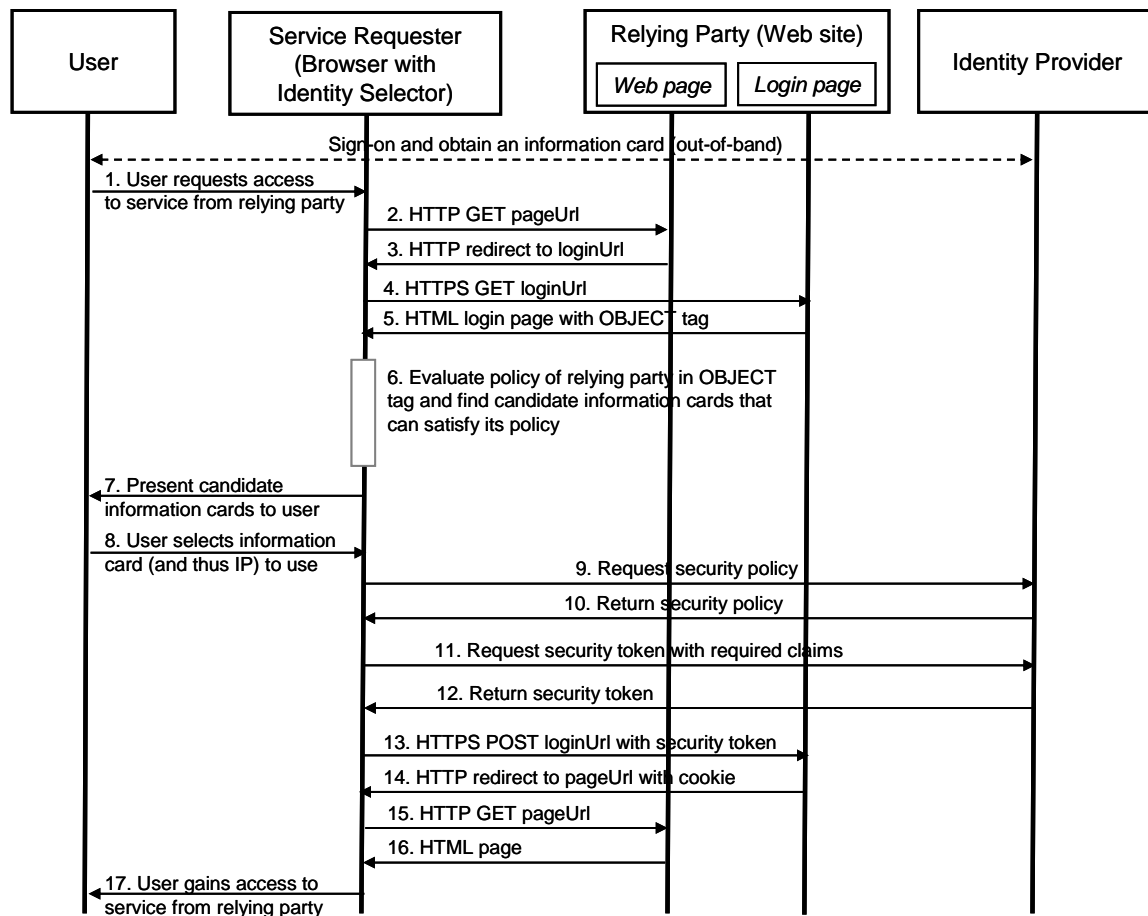 User
Service Requester
(Browser with
Identity Selector)
Relying Party (Web site)
Web page
Login page
Identity Provider
Sign-on and obtain an information card (out-of-band)
1. User requests access
to service from relying party
2. HTTP GET pageUrl
3. HTTP redirect to loginUrl
4. HTTPS GET loginUrl
5. HTML login page with OBJECT tag
6. Evaluate policy of relying party in OBJECT
tag and find candidate information cards that
can satisfy its policy
7. Present candidate
information cards to user
8. User selects information
card (and thus IP) to use
9. Request security policy
10. Return security policy
11. Request security token with required claims
12. Return security token
13. HTTPS POST loginUrl with security token
14. HTTP redirect to pageUrl with cookie
15. HTTP GET pageUrl
16. HTML page
17. User gains access to
service from relying party